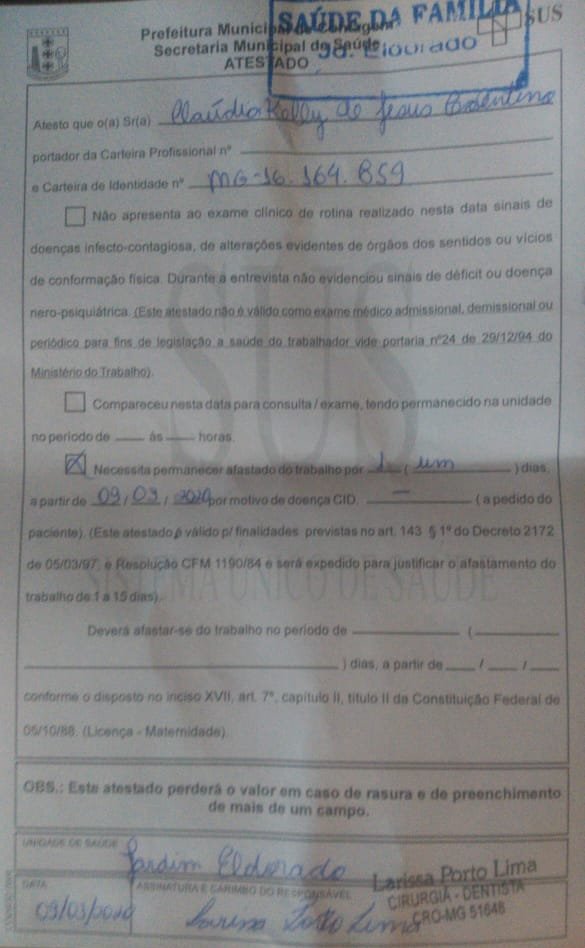 SAÚDE DA FAMÍLIA
SUS
Prefeitura Municipal de Contagem
Secretaria Municipal de Saúde
Jd. Eldorado
ATESTADO
Atesto que o(a) Sr(a) Claúdia Kelly de Jesus
portador da Carteira Profissional nº
e Carteira de Identidade nº MG-16.164.859
Não apresenta ao exame clínico de rotina realizado nesta data sinais de
doenças infecto-contagiosa, de alterações evidentes de órgãos dos sentidos ou vícios
de conformação física. Durante a entrevista não evidenciou sinais de déficit ou doença
nero-psiquiátrica. (Este atestado não é válido como exame médico admissional, demissional ou
periódico para fins de legislação a saúde do trabalhador vide portaria nº24 de 29/12/94 do
Ministério do Trabalho).
Compareceu nesta data para consulta / exame, tendo permanecido na unidade
no período de ____ às ____ horas.
X Necessita permanecer afastado do trabalho por 1 ( um ) dias,
a partir de 09/03/2020 por motivo de doença CID. — ( a pedido do
paciente). (Este atestado é válido p/ finalidades previstas no art. 143 § 1º do Decreto 2172
de 05/03/97, e Resolução CFM 1190/84 e será expedido para justificar o afastamento do
trabalho de 1 a 15 dias).
SUS
SISTEMA ÚNICO DE SAÚDE
Deverá afastar-se do trabalho no período de ____ ( ____
____ ) dias, a partir de ____ / ____ / ____
conforme o disposto no inciso XVII, art. 7º, capítulo II, título II da Constituição Federal de
05/10/88. (Licença - Maternidade).
OBS.: Este atestado perderá o valor em caso de rasura e de preenchimento
de mais de um campo.
UNIDADE DE SAÚDE
Jardim Eldorado
DATA
09/03/2020
ASSINATURA E CARIMBO DO RESPONSÁVEL
Larissa Porto Lima
Larissa Porto Lima
CIRURGIÃ - DENTISTA
CRO-MG 51648